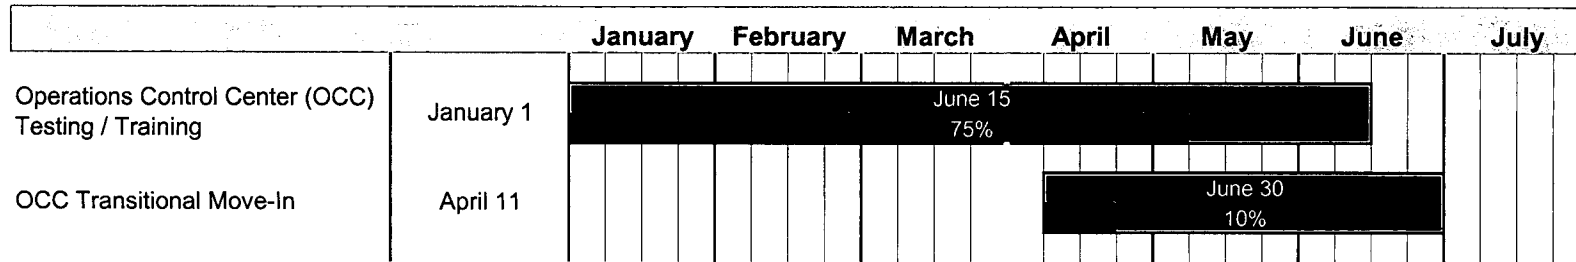 January February March April May June July
Operations Control Center (OCC)
Testing / Training
January 1
June 15
75%
OCC Transitional Move-In
April 11
June 30
10%